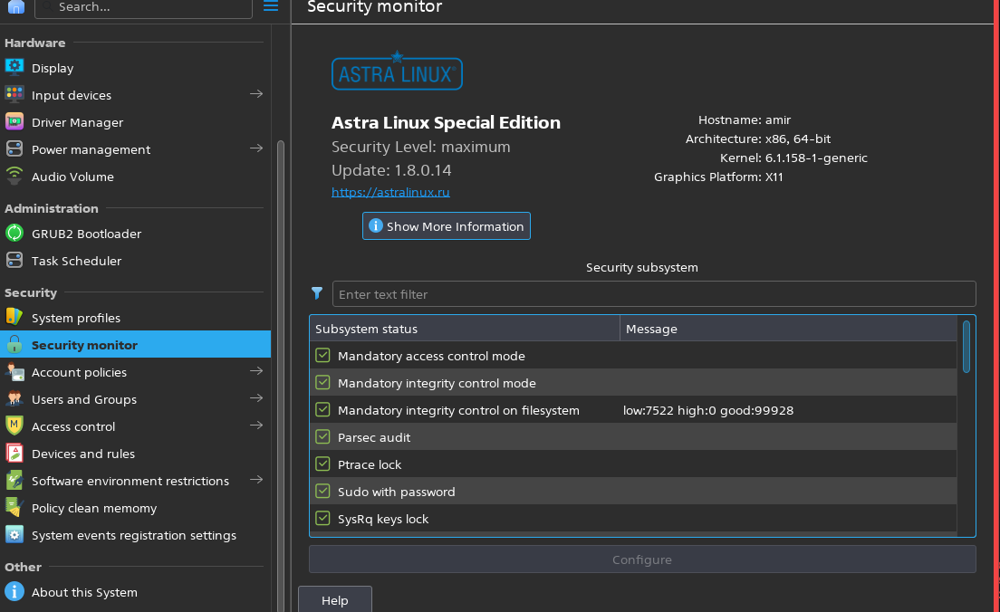 Search...
Hardware
Display
Input devices
Driver Manager
Power management
Audio Volume
Administration
GRUB2 Bootloader
Task Scheduler
Security
System profiles
Security monitor
Account policies
Users and Groups
Access control
Devices and rules
Software environment restrictions
Policy clean memomy
System events registration settings
Other
About this System
Security monitor
ASTRA LINUX®
Astra Linux Special Edition
Security Level: maximum
Update: 1.8.0.14
https://astralinux.ru
Hostname: amir
Architecture: x86, 64-bit
Kernel: 6.1.158-1-generic
Graphics Platform: X11
Show More Information
Security subsystem
Enter text filter
Subsystem status Message
Mandatory access control mode
Mandatory integrity control mode
Mandatory integrity control on filesystem low:7522 high:0 good:99928
Parsec audit
Ptrace lock
Sudo with password
SysRq keys lock
Configure
Help